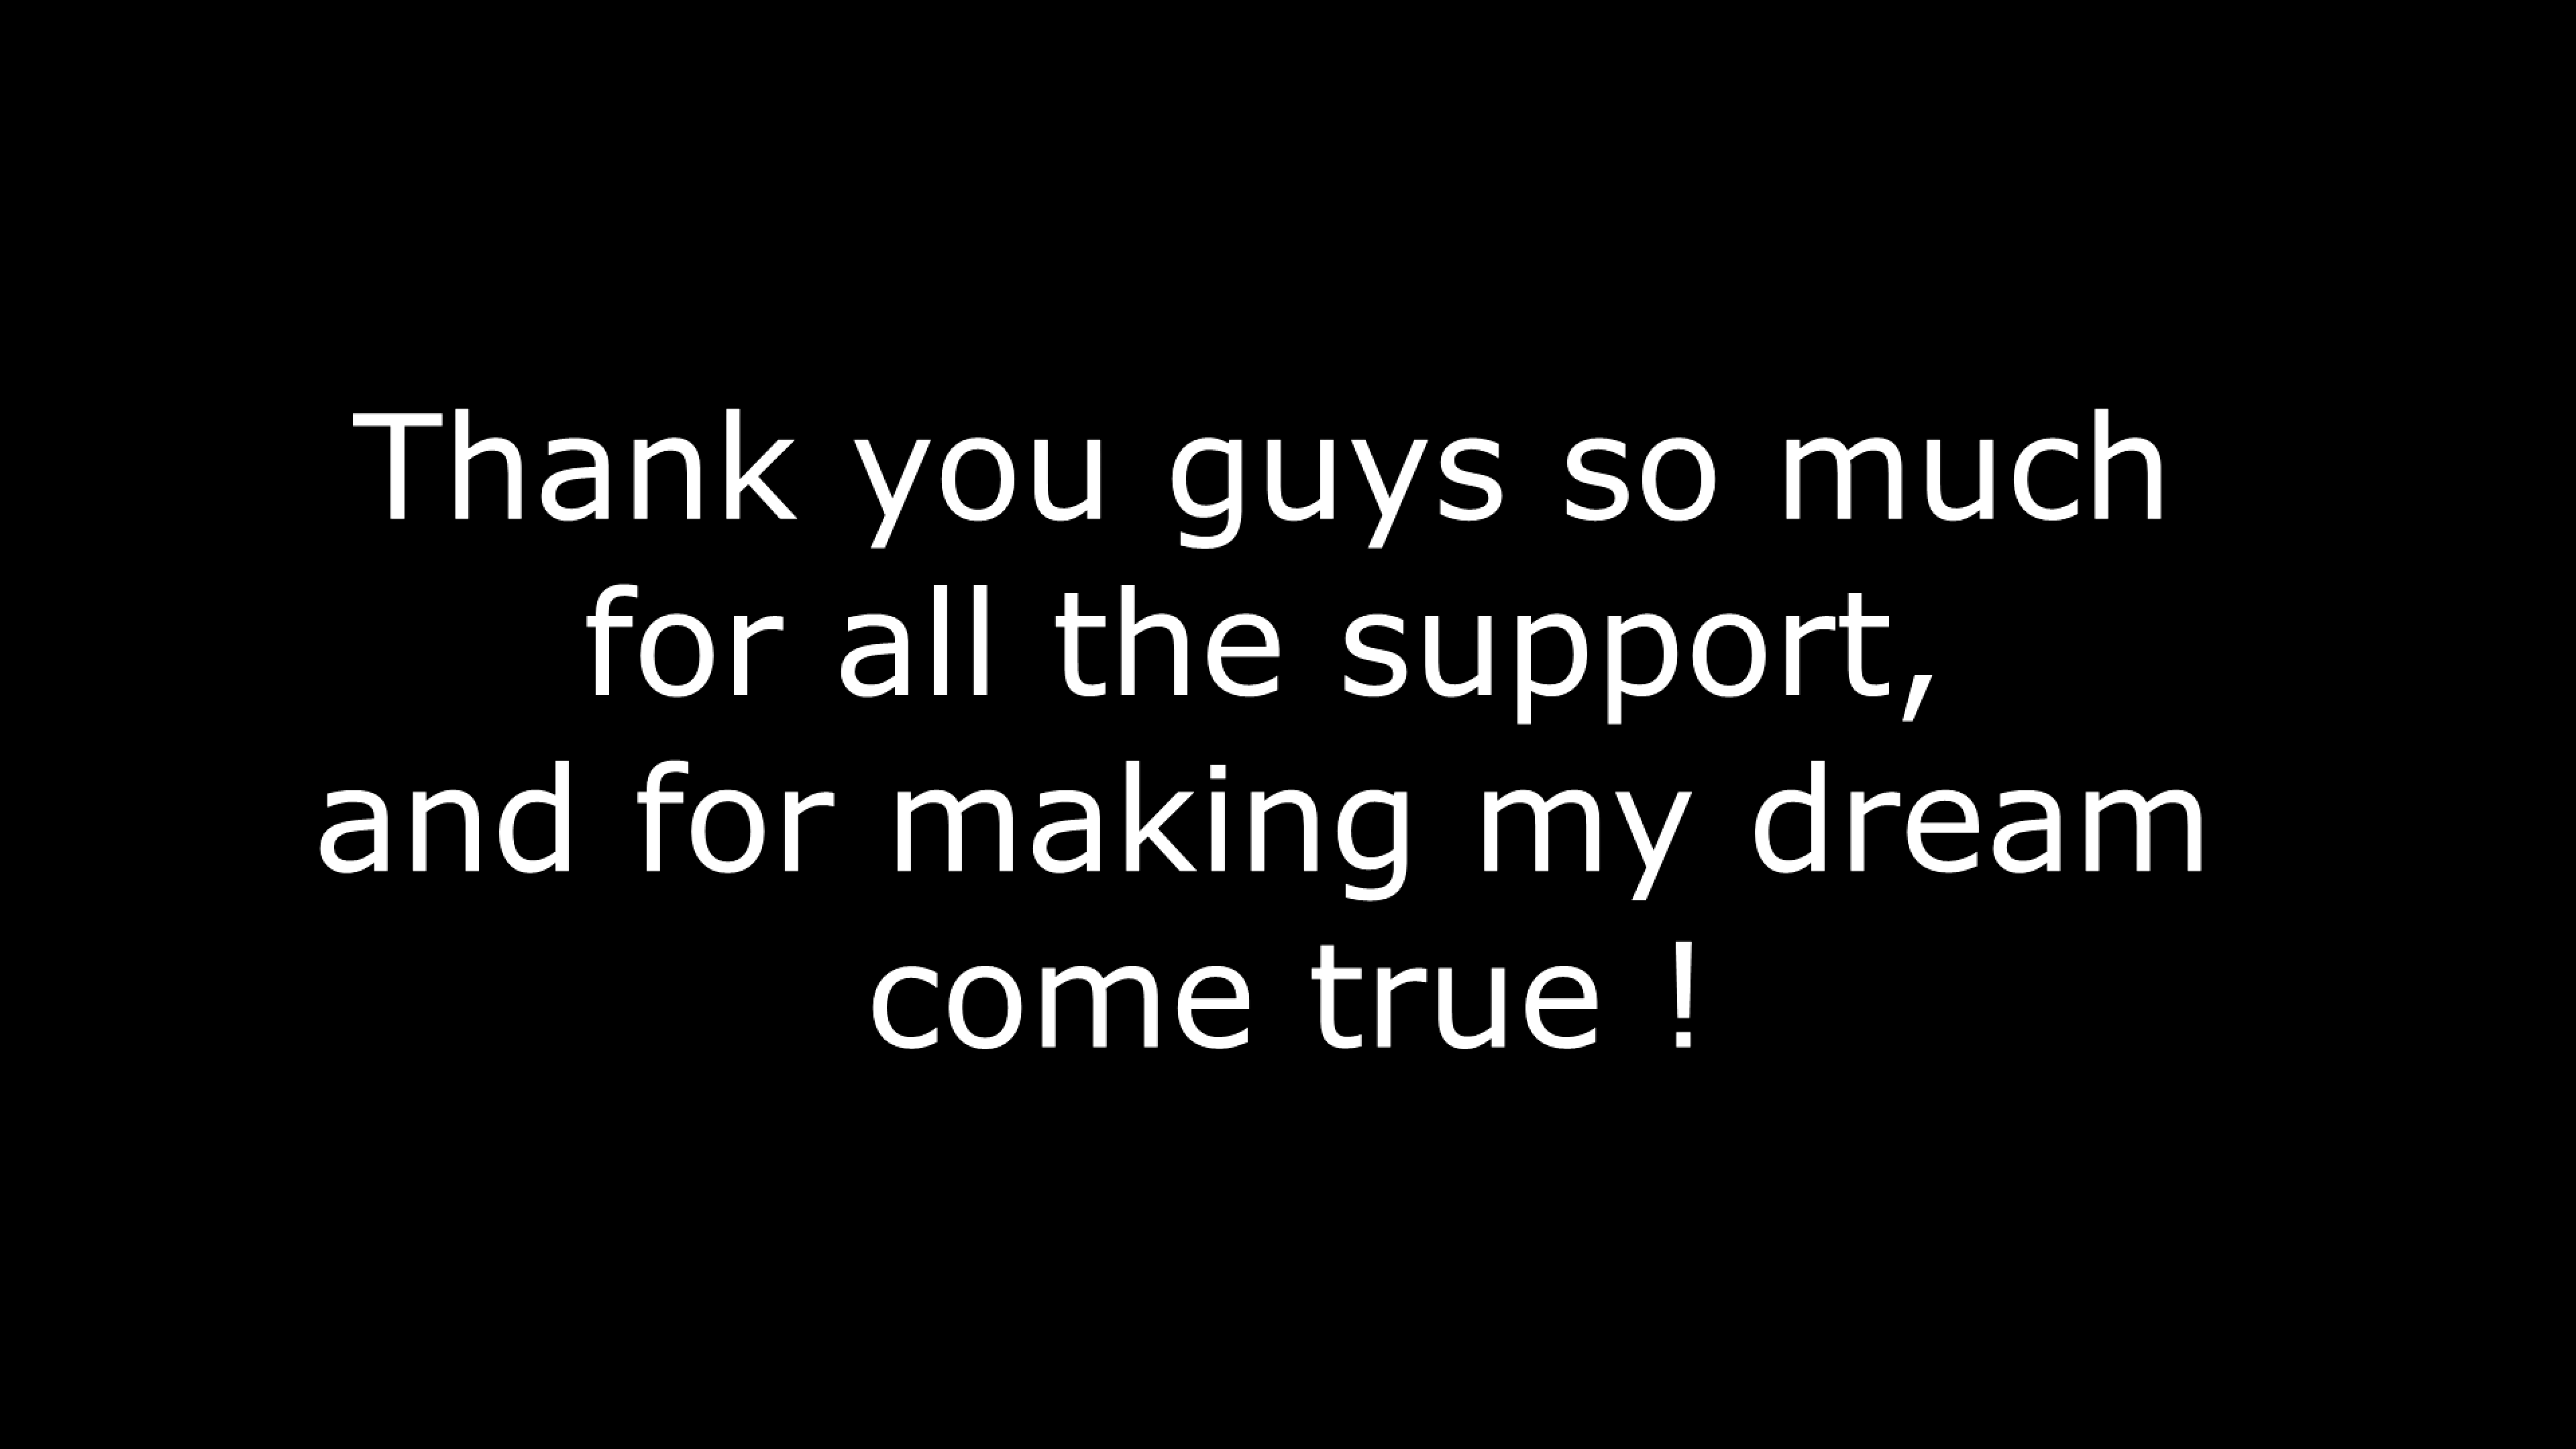 Thank you guys so much
for all the support,
and for making my dream
come true !